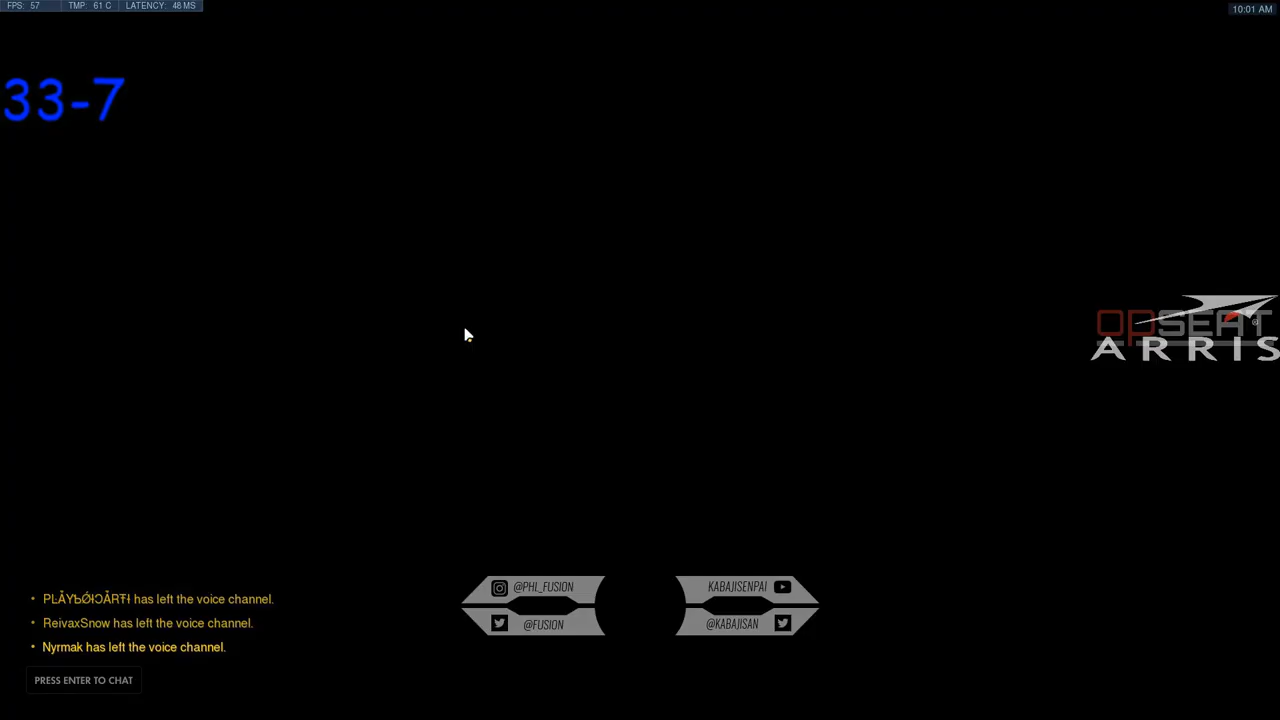 FPS: 57 TMP: 61 C LATENCY: 48 MS
10:01 AM
33-7
OPSEAT
ARRIS
@PHL_FUSION
KABAJISENPAI
@FUSION
@KABAJISAN
• PLÅYЬǾƗƆÅRŦƗ has left the voice channel.
• ReivaxSnow has left the voice channel.
• Nyrmak has left the voice channel.
PRESS ENTER TO CHAT